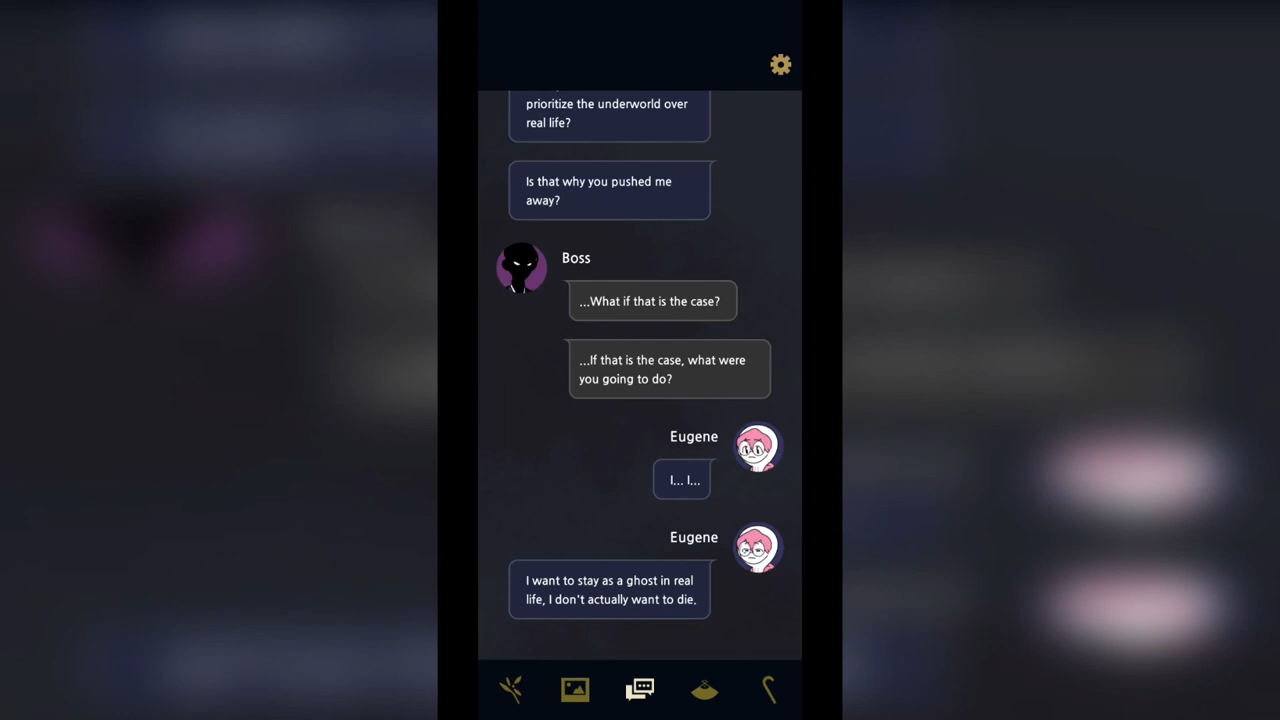 prioritize the underworld over
real life?
Is that why you pushed me
away?
Boss
...What if that is the case?
...If that is the case, what were
you going to do?
Eugene
I... I...
Eugene
I want to stay as a ghost in real
life, I don't actually want to die.